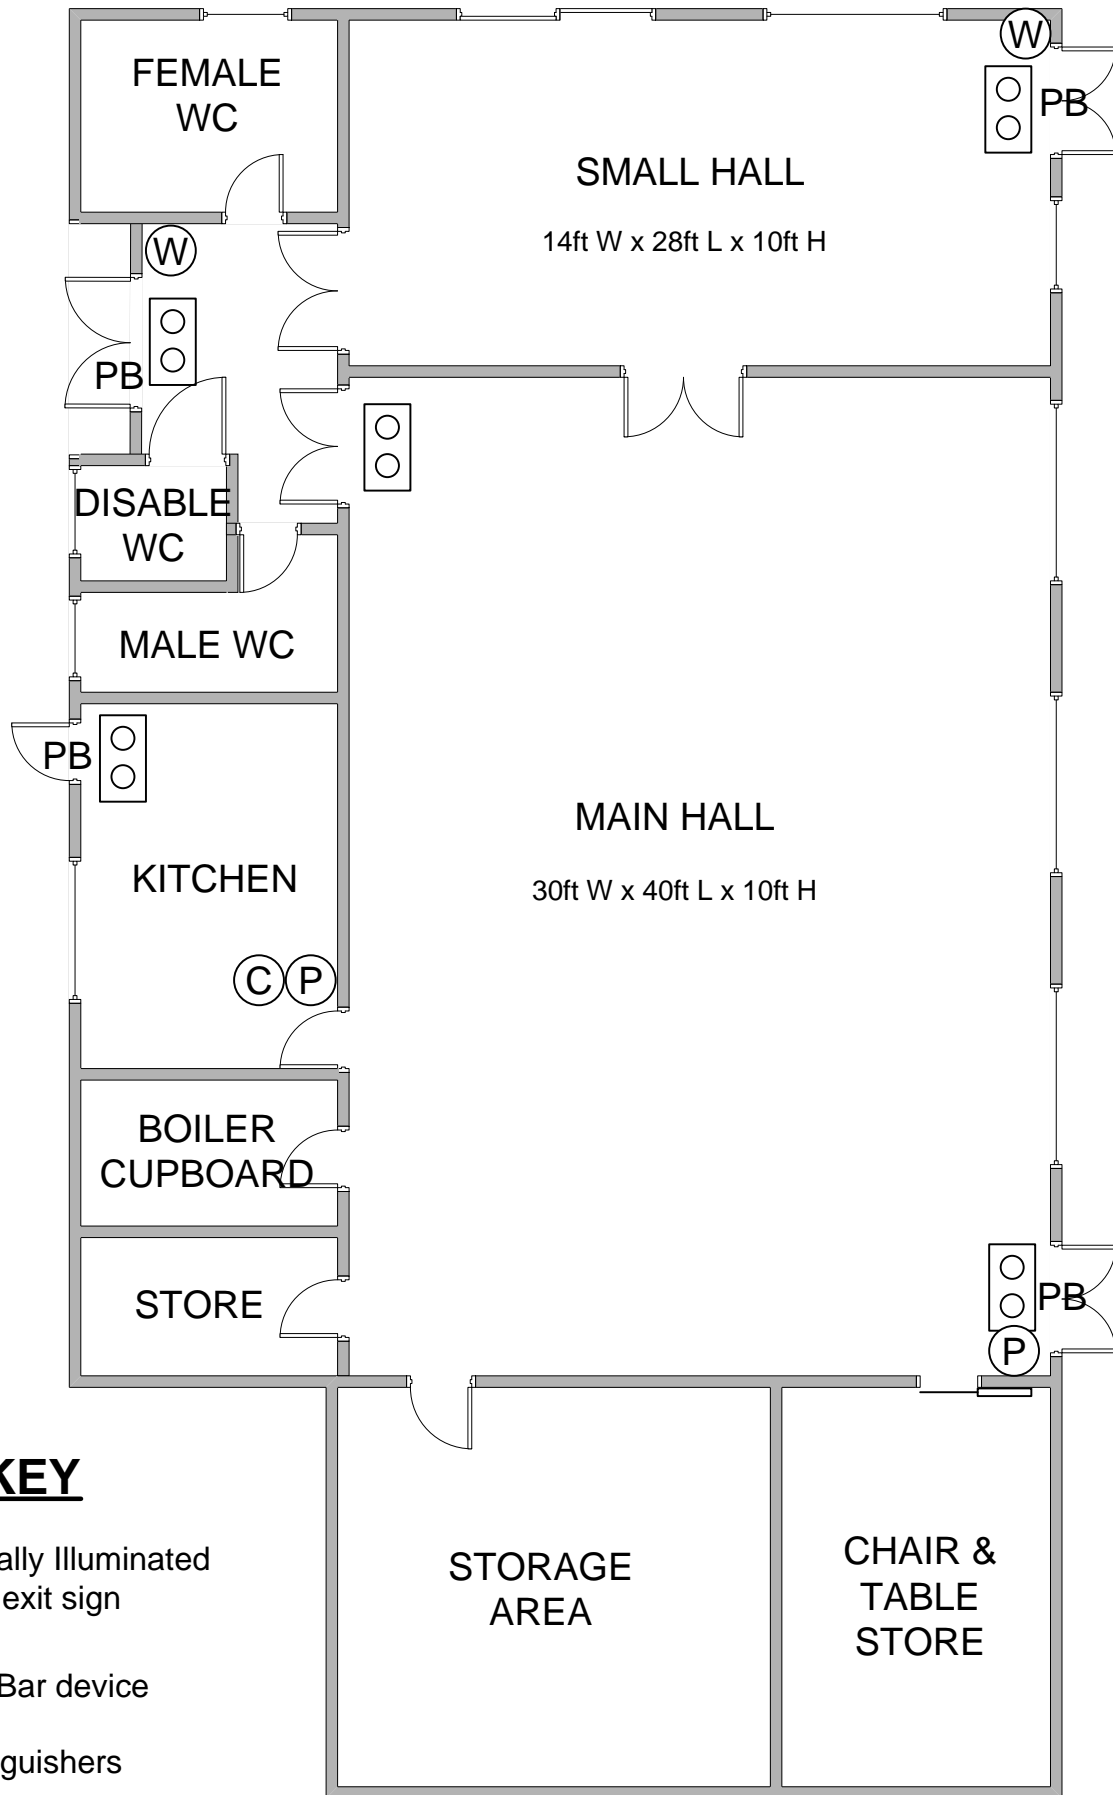 FEMALE
WC
W
PB
SMALL HALL
14ft W x 28ft L x 10ft H
W
PB
DISABLE
WC
MALE WC
PB
KITCHEN
C P
MAIN HALL
30ft W x 40ft L x 10ft H
BOILER
CUPBOARD
STORE
PB
P
KEY
ally Illuminated
exit sign
Bar device
guishers
STORAGE
AREA
CHAIR &
TABLE
STORE